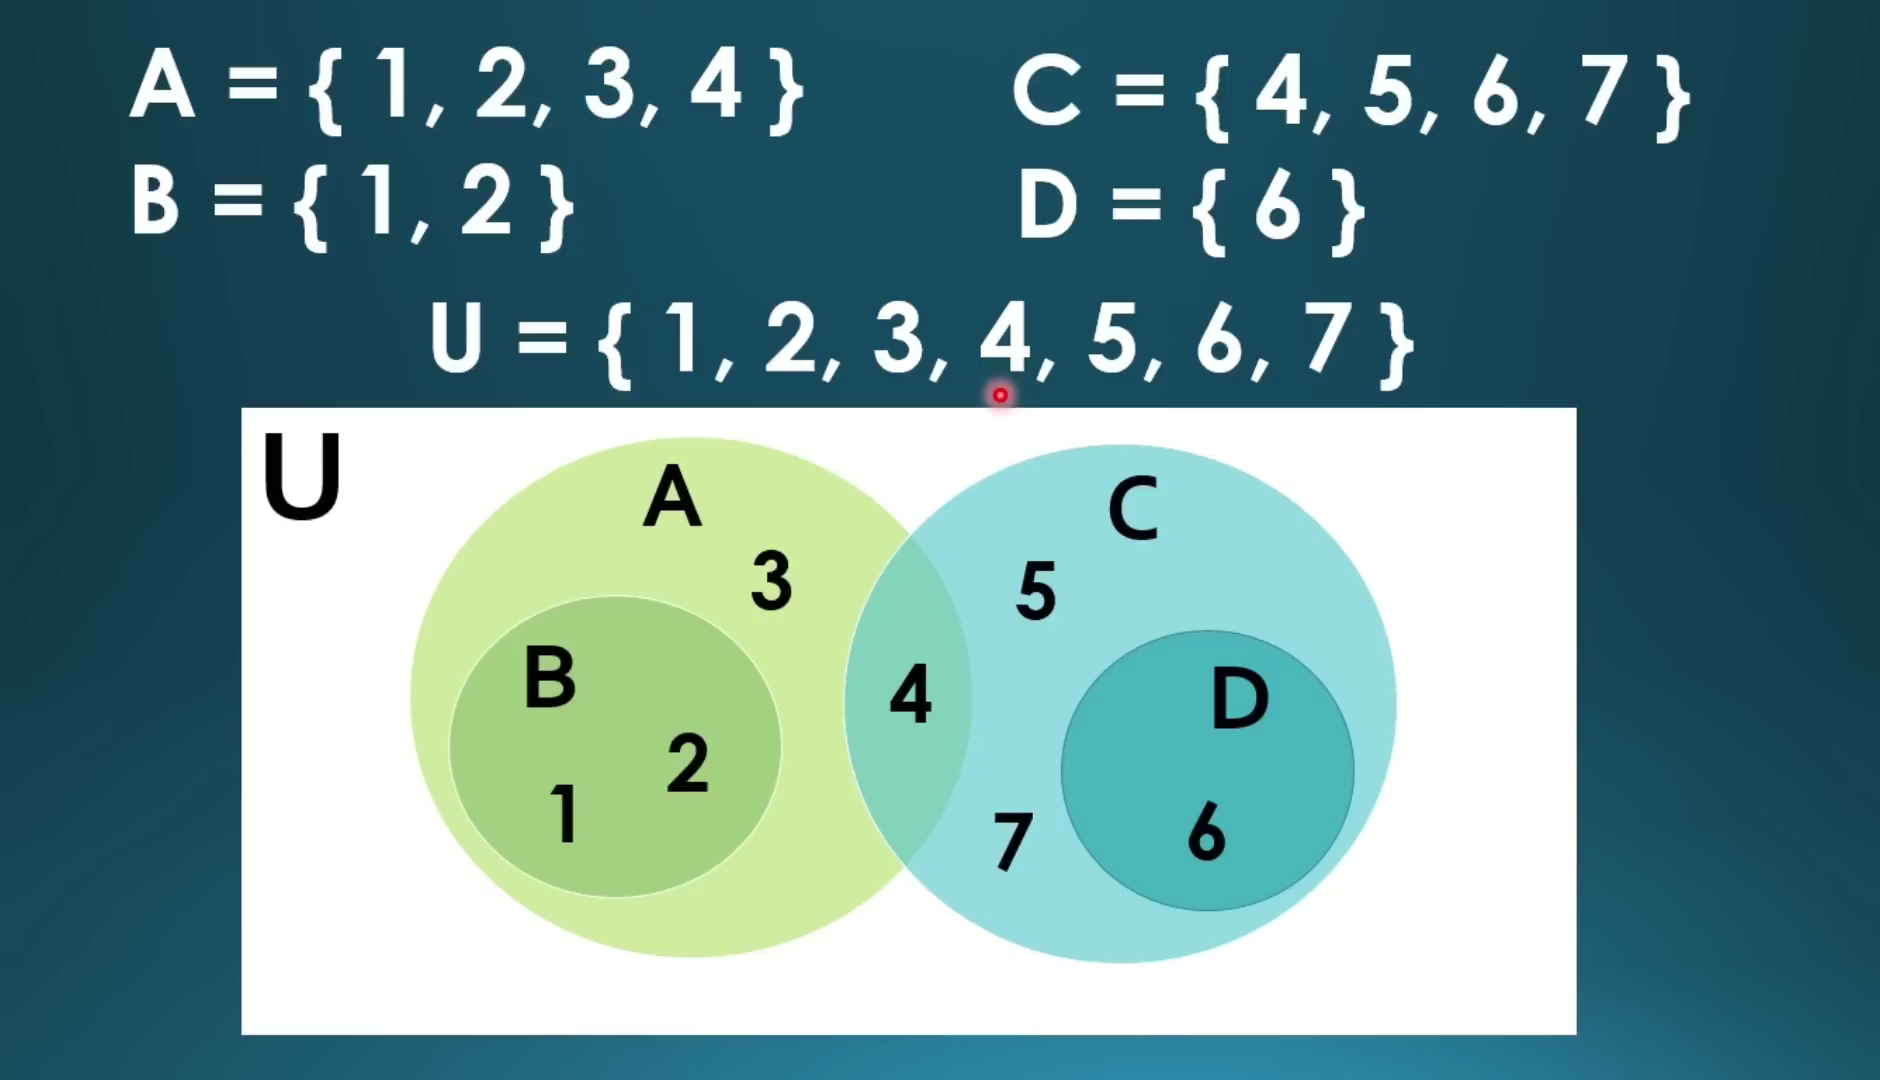 A = { 1, 2, 3, 4 }
C = { 4, 5, 6, 7 }
B = { 1, 2 }
D = { 6 }
U = { 1, 2, 3, 4, 5, 6, 7 }
U
A
C
3
5
B
4
D
2
1
7
6